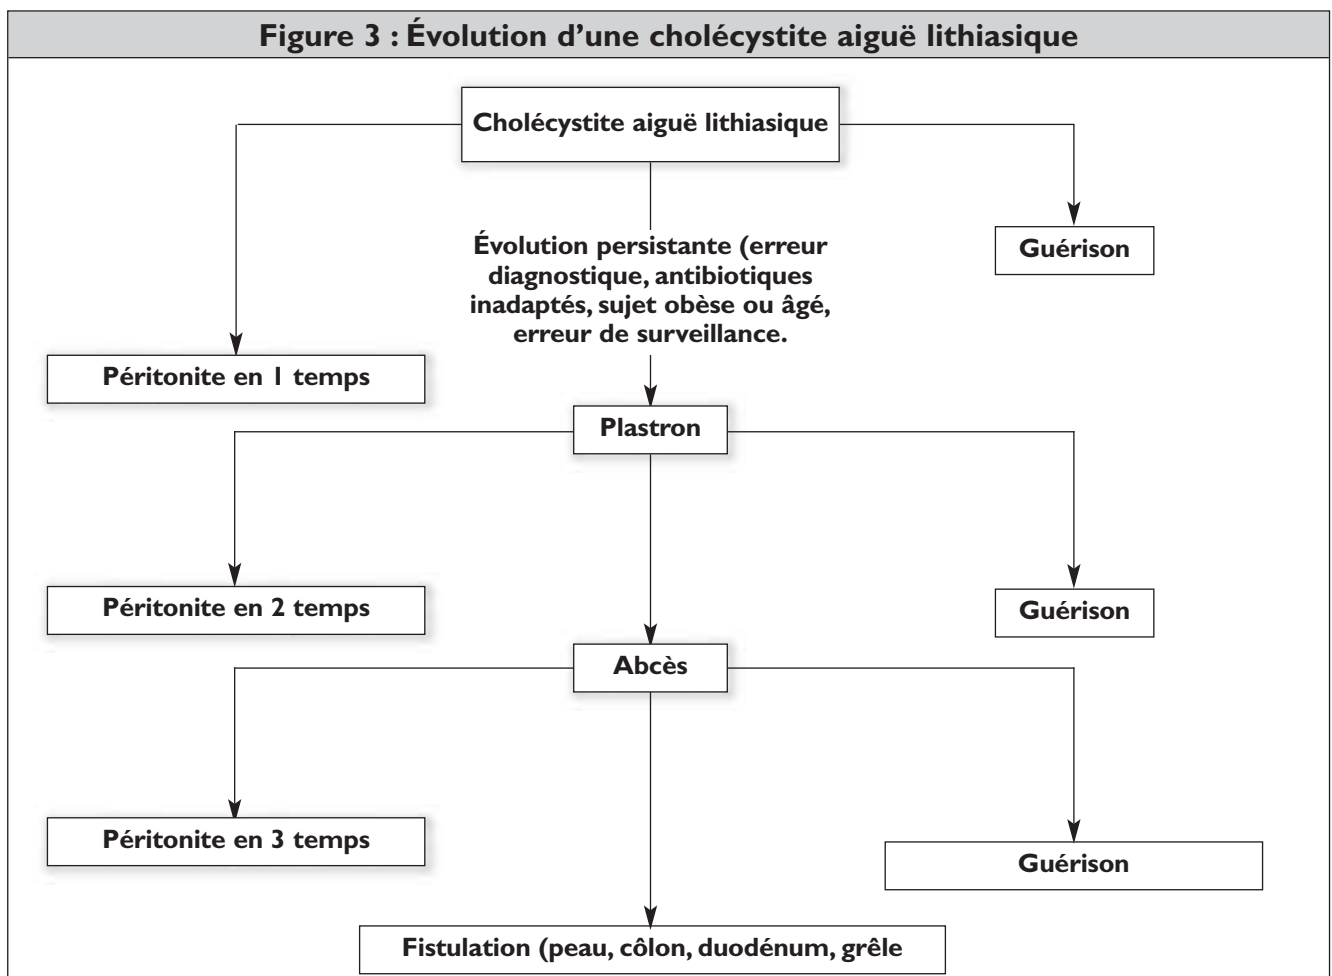 Figure 3 : Évolution d’une cholécystite aiguë lithiasique
Cholécystite aiguë lithiasique
Évolution persistante (erreur
diagnostique, antibiotiques
inadaptés, sujet obèse ou âgé,
erreur de surveillance.
Guérison
Péritonite en 1 temps
Plastron
Péritonite en 2 temps
Guérison
Abcès
Péritonite en 3 temps
Guérison
Fistulation (peau, côlon, duodénum, grêle